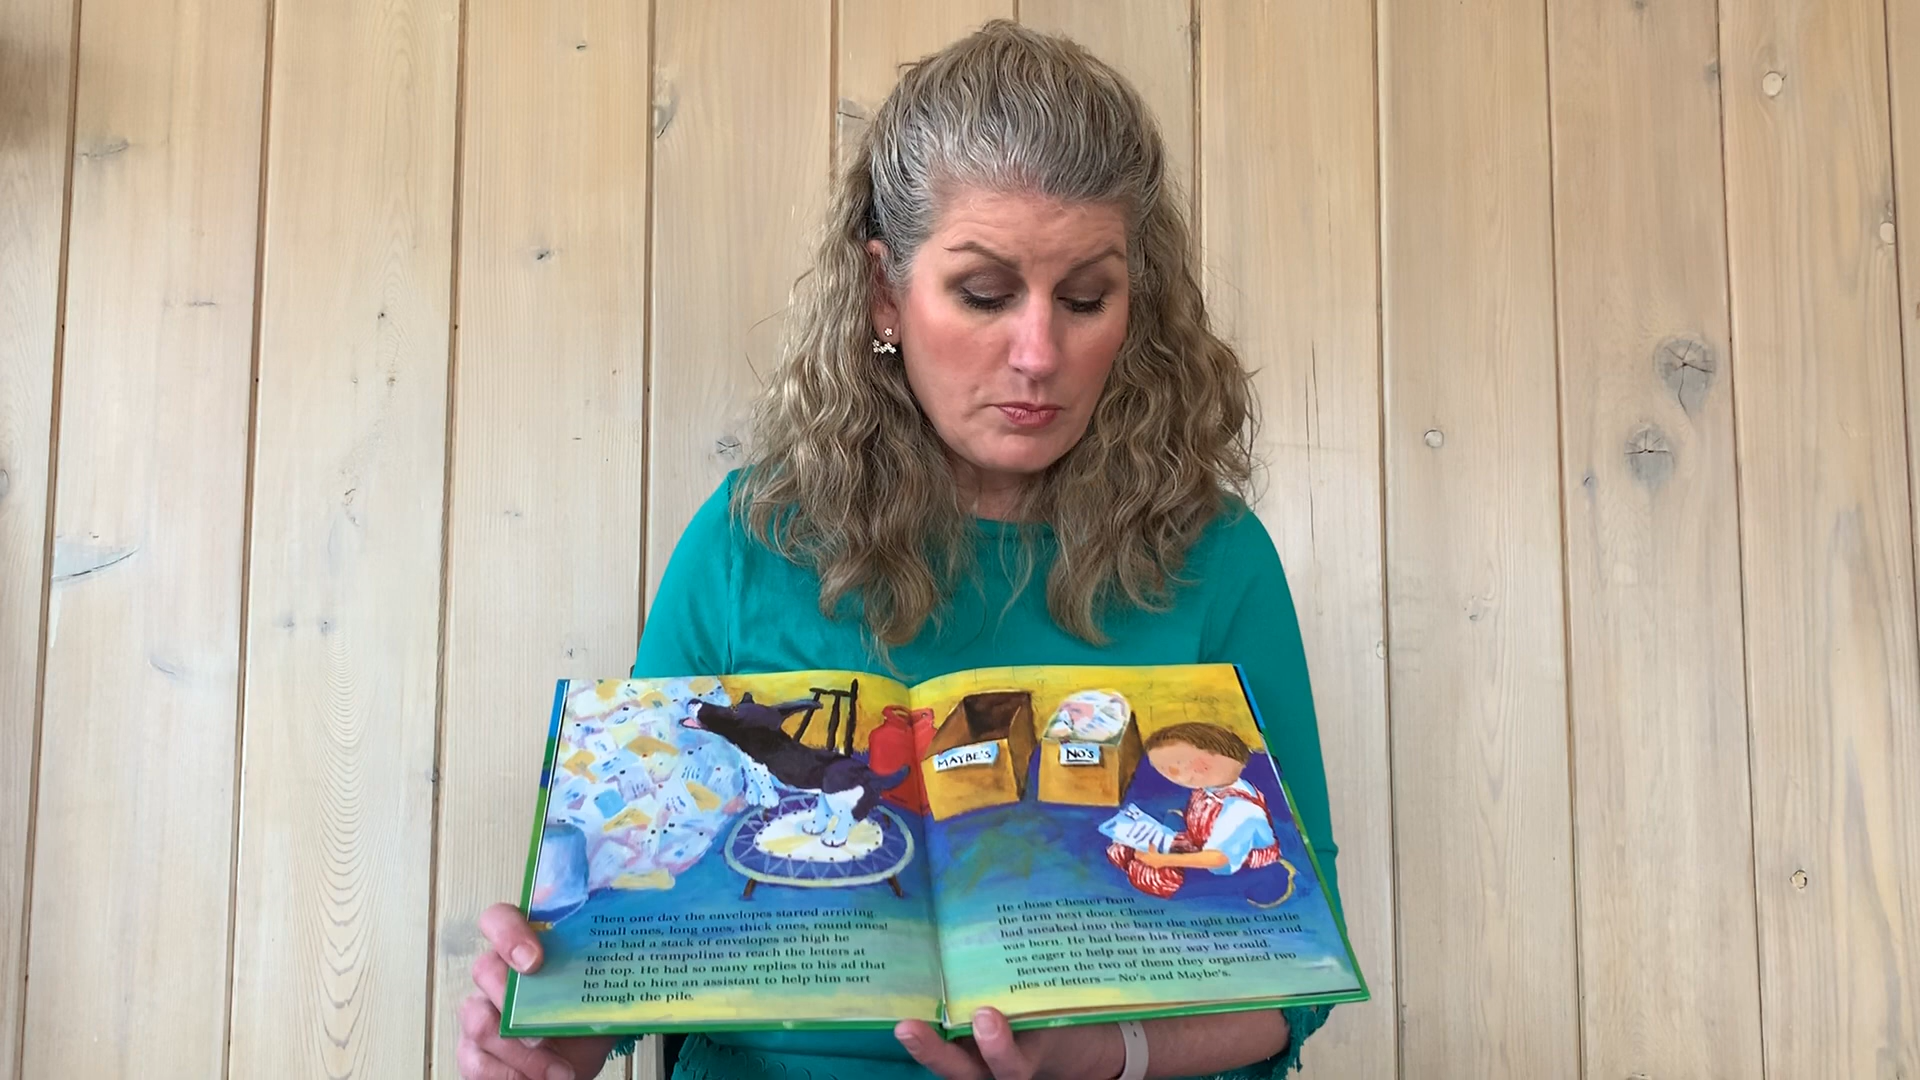 MAYBE'S
NO'S
Then one day the envelopes started arriving.
Small ones, long ones, thick ones, round ones!
He had a stack of envelopes so high he
needed a trampoline to reach the letters at
the top. He had so many replies to his ad that
he had to hire an assistant to help him sort
through the pile.
He chose Chester from
the farm next door. Chester
had sneaked into the barn the night that Charlie
was born. He had been his friend ever since and
was eager to help out in any way he could.
Between the two of them they organized two
piles of letters — No's and Maybe's.